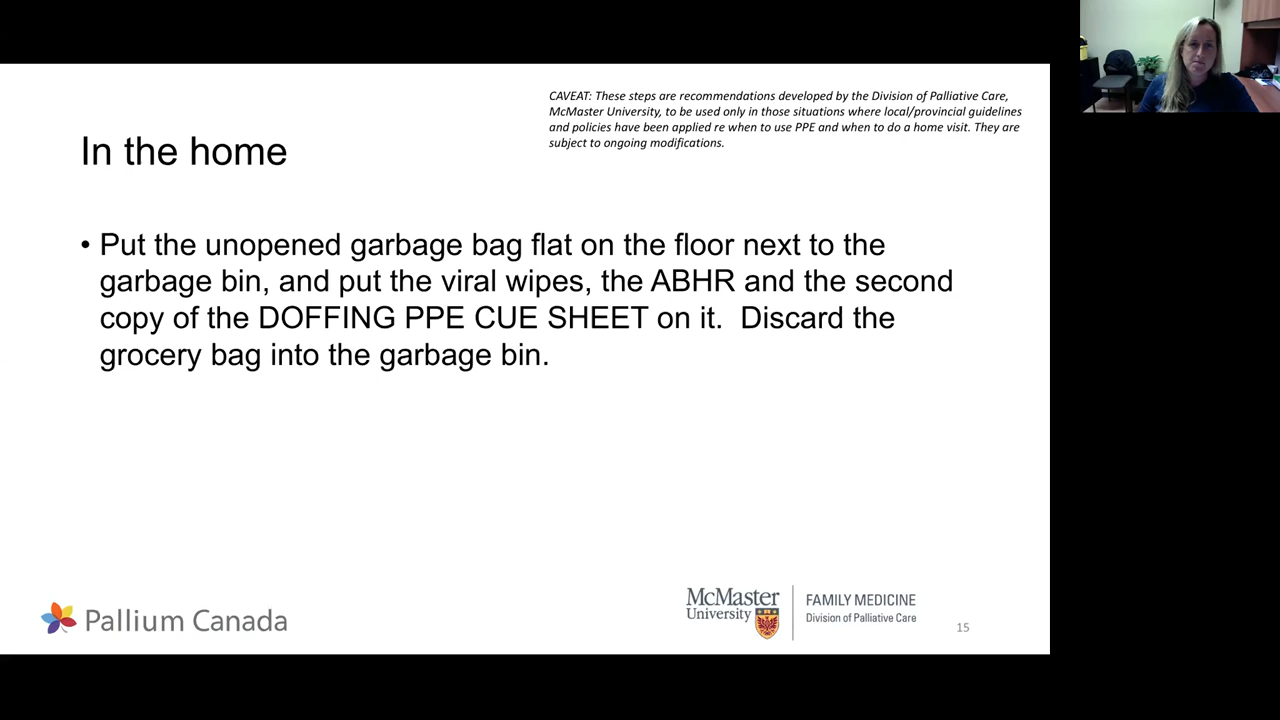 CAVEAT: These steps are recommendations developed by the Division of Palliative Care,
McMaster University, to be used only in those situations where local/provincial guidelines
and policies have been applied re when to use PPE and when to do a home visit. They are
subject to ongoing modifications.
In the home
• Put the unopened garbage bag flat on the floor next to the
garbage bin, and put the viral wipes, the ABHR and the second
copy of the DOFFING PPE CUE SHEET on it. Discard the
grocery bag into the garbage bin.
Pallium Canada
McMaster
University
FAMILY MEDICINE
Division of Palliative Care
15